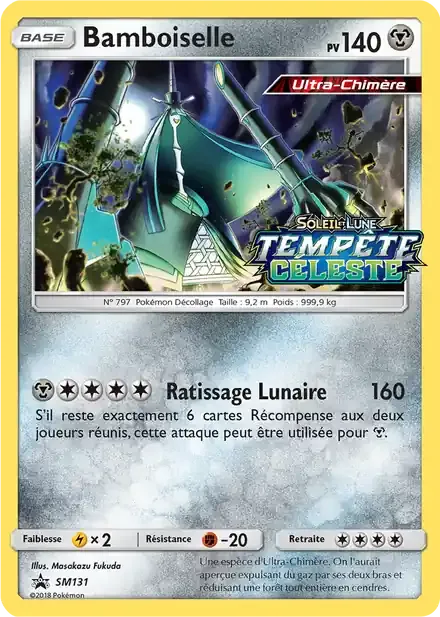 BASE Bamboiselle PV 140
Ultra-Chimère
SOLEIL & LUNE
TEMPÊTE
CÉLESTE
N° 797 Pokémon Décollage Taille : 9,2 m Poids : 999,9 kg
Ratissage Lunaire 160
S'il reste exactement 6 cartes Récompense aux deux
joueurs réunis, cette attaque peut être utilisée pour .
Faiblesse × 2 Résistance -20 Retraite
Illus. Masakazu Fukuda
SM131
©2018 Pokémon
Une espèce d'Ultra-Chimère. On l'aurait
aperçue expulsant du gaz par ses deux bras et
réduisant une forêt tout entière en cendres.